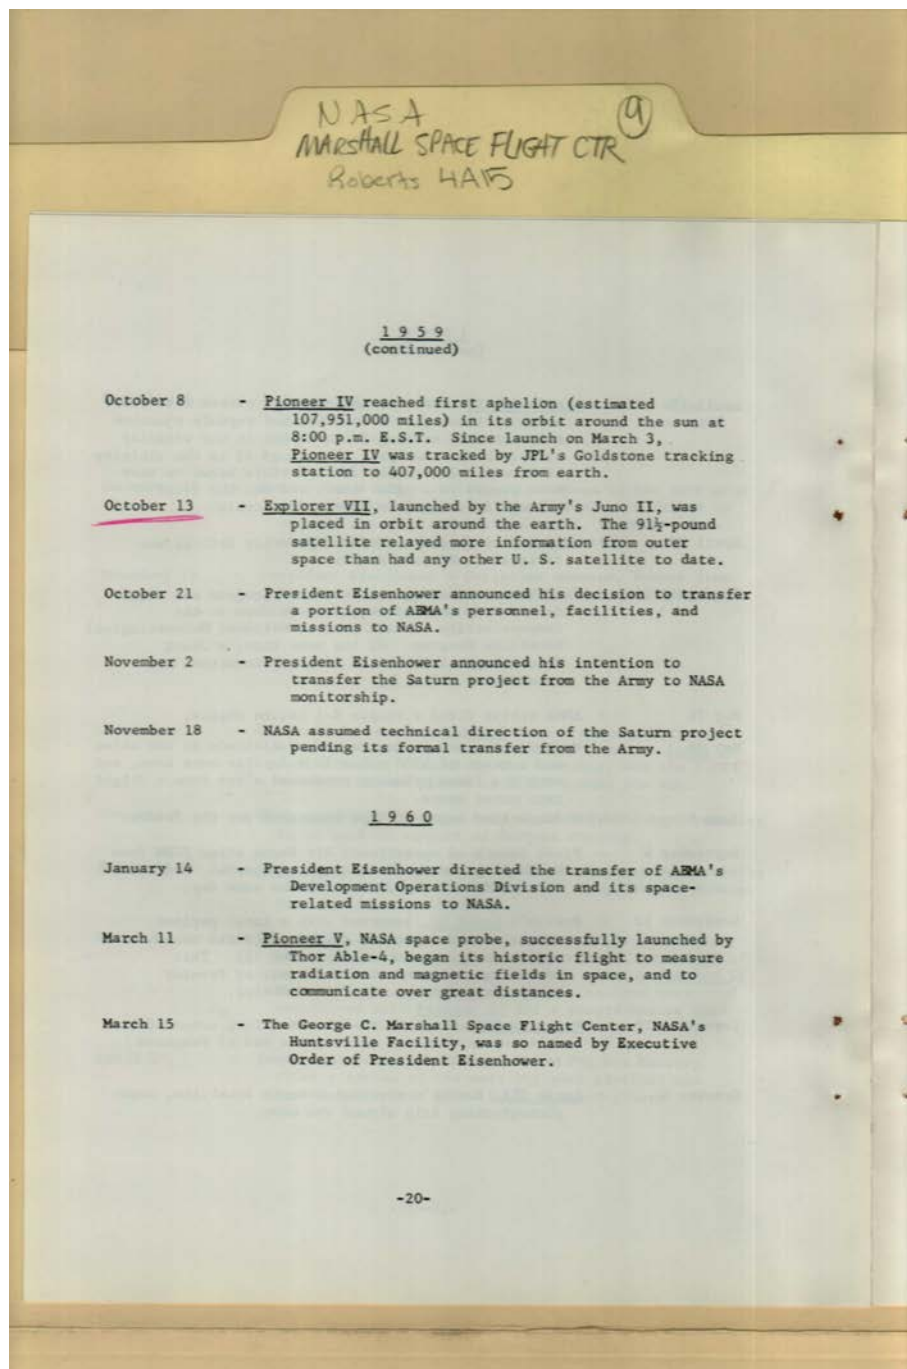 NASA
9
MARSHALL SPACE FLIGHT CTR
Roberts 4A15
1 9 5 9
(continued)
October 8 - Pioneer IV reached first aphelion (estimated
107,951,000 miles) in its orbit around the sun at
8:00 p.m. E.S.T. Since launch on March 3,
Pioneer IV was tracked by JPL's Goldstone tracking
station to 407,000 miles from earth.
October 13 - Explorer VII, launched by the Army's Juno II, was
placed in orbit around the earth. The 91½-pound
satellite relayed more information from outer
space than had any other U. S. satellite to date.
October 21 - President Eisenhower announced his decision to transfer
a portion of ABMA's personnel, facilities, and
missions to NASA.
November 2 - President Eisenhower announced his intention to
transfer the Saturn project from the Army to NASA
monitorship.
November 18 - NASA assumed technical direction of the Saturn project
pending its formal transfer from the Army.
1 9 6 0
January 14 - President Eisenhower directed the transfer of ABMA's
Development Operations Division and its space-
related missions to NASA.
March 11 - Pioneer V, NASA space probe, successfully launched by
Thor Able-4, began its historic flight to measure
radiation and magnetic fields in space, and to
communicate over great distances.
March 15 - The George C. Marshall Space Flight Center, NASA's
Huntsville Facility, was so named by Executive
Order of President Eisenhower.
-20-